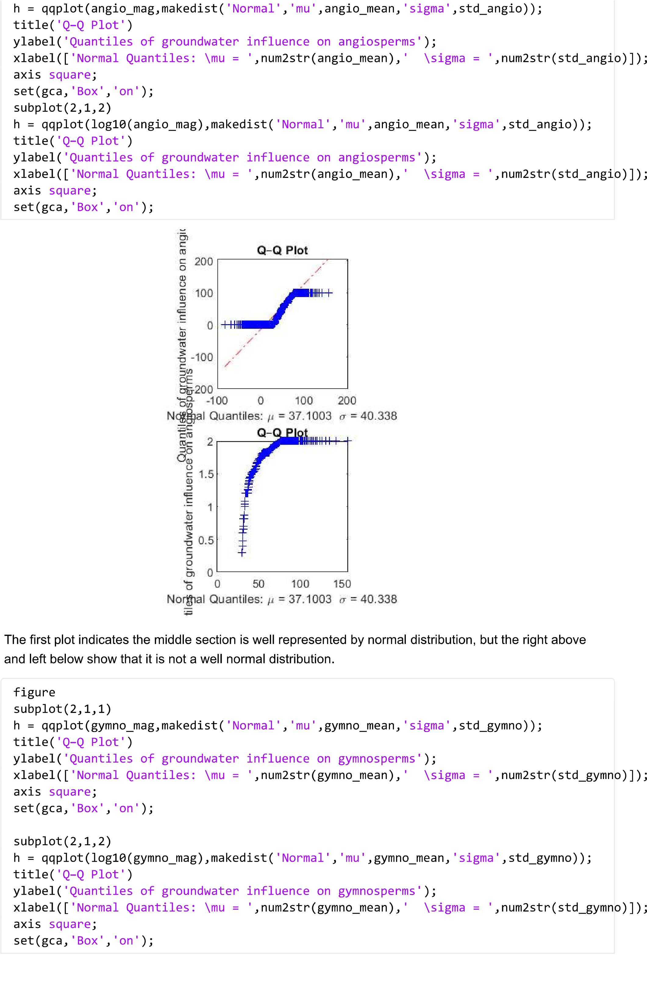 h = qqplot(angio_mag,makedist('Normal','mu',angio_mean,'sigma',std_angio));
title('Q-Q Plot')
ylabel('Quantiles of groundwater influence on angiosperms');
xlabel(['Normal Quantiles: \mu = ',num2str(angio_mean),'  \sigma = ',num2str(std_angio)]);
axis square;
set(gca,'Box','on');
subplot(2,1,2)
h = qqplot(log10(angio_mag),makedist('Normal','mu',angio_mean,'sigma',std_angio));
title('Q-Q Plot')
ylabel('Quantiles of groundwater influence on angiosperms');
xlabel(['Normal Quantiles: \mu = ',num2str(angio_mean),'  \sigma = ',num2str(std_angio)]);
axis square;
set(gca,'Box','on');
Quantiles of groundwater influence on angio
Q-Q Plot
200
100
0
-100
-200
-100 0 100 200
Normal Quantiles: μ = 37.1003  σ = 40.338
tiles of groundwater influence on angiosperms
Q-Q Plot
2
1.5
1
0.5
0
0 50 100 150
Normal Quantiles: μ = 37.1003  σ = 40.338
The first plot indicates the middle section is well represented by normal distribution, but the right above
and left below show that it is not a well normal distribution.
figure
subplot(2,1,1)
h = qqplot(gymno_mag,makedist('Normal','mu',gymno_mean,'sigma',std_gymno));
title('Q-Q Plot')
ylabel('Quantiles of groundwater influence on gymnosperms');
xlabel(['Normal Quantiles: \mu = ',num2str(gymno_mean),'  \sigma = ',num2str(std_gymno)]);
axis square;
set(gca,'Box','on');
subplot(2,1,2)
h = qqplot(log10(gymno_mag),makedist('Normal','mu',gymno_mean,'sigma',std_gymno));
title('Q-Q Plot')
ylabel('Quantiles of groundwater influence on gymnosperms');
xlabel(['Normal Quantiles: \mu = ',num2str(gymno_mean),'  \sigma = ',num2str(std_gymno)]);
axis square;
set(gca,'Box','on');